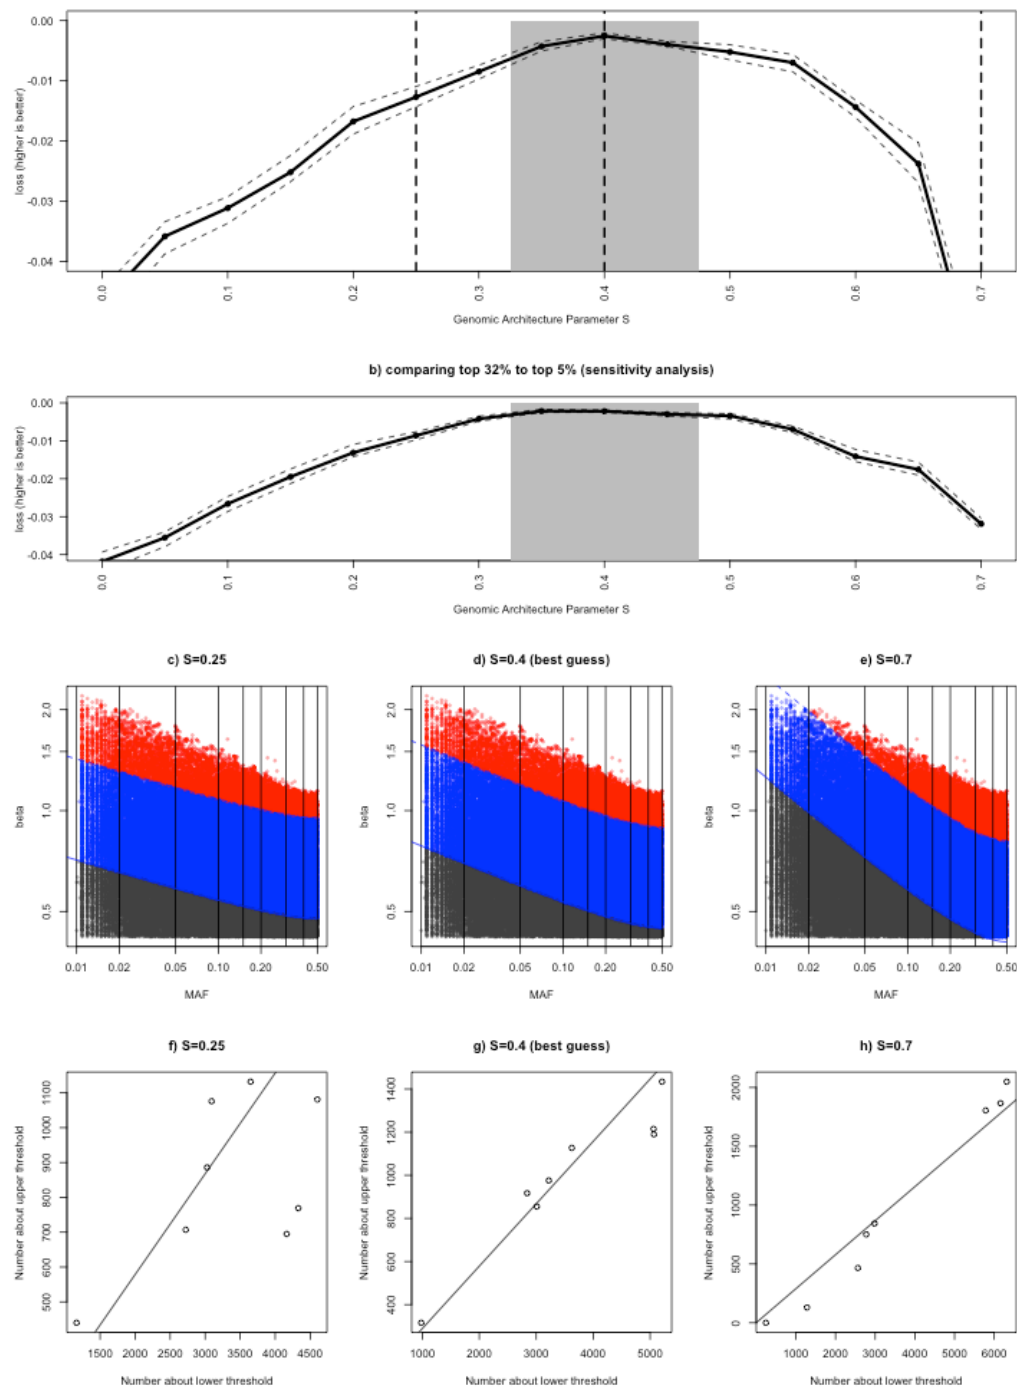 0.00
-0.01
-0.02
-0.03
-0.04
loss (higher is better)
0.0 0.1 0.2 0.3 0.4 0.5 0.6 0.7
Genomic Architecture Parameter S
b) comparing top 32% to top 5% (sensitivity analysis)
0.00
-0.01
-0.02
-0.03
-0.04
loss (higher is better)
0.0 0.1 0.2 0.3 0.4 0.5 0.6 0.7
Genomic Architecture Parameter S
c) S=0.25
2.0
1.5
1.0
0.5
beta
0.01 0.02 0.05 0.10 0.20 0.50
MAF
d) S=0.4 (best guess)
2.0
1.5
1.0
0.5
beta
0.01 0.02 0.05 0.10 0.20 0.50
MAF
e) S=0.7
2.0
1.5
1.0
0.5
beta
0.01 0.02 0.05 0.10 0.20 0.50
MAF
f) S=0.25
1100
1000
900
800
700
600
500
Number about upper threshold
1500 2000 2500 3000 3500 4000 4500
Number about lower threshold
g) S=0.4 (best guess)
1400
1200
1000
800
600
400
Number about upper threshold
1000 2000 3000 4000 5000
Number about lower threshold
h) S=0.7
2000
1500
1000
500
0
Number about upper threshold
1000 2000 3000 4000 5000 6000
Number about lower threshold